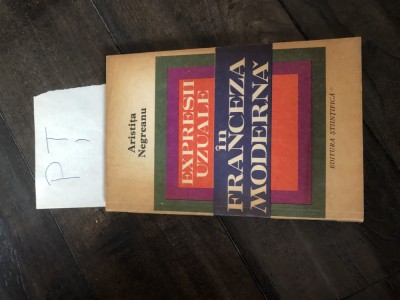 Aristița
Negreanu
EXPRESII
UZUALE
în
FRANCEZA
MODERNĂ
EDITURA ȘTIINȚIFICĂ
PT,